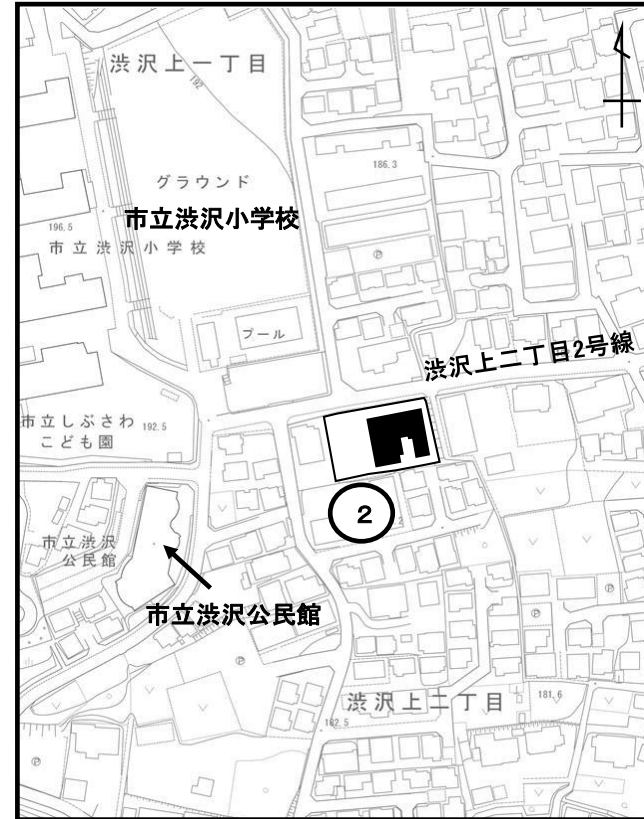 渋沢上一丁目
192
グラウンド
市立渋沢小学校
196.5
市立渋沢小学校
186.3
Ⓟ
プール
渋沢上二丁目2号線
市立しぶさわ
こども園
192.5
2
市立渋沢
公民館
市立渋沢公民館
Ⓟ
Ⓟ
Ⓟ
Ⓟ
渋沢上二丁目
181.6
182.5